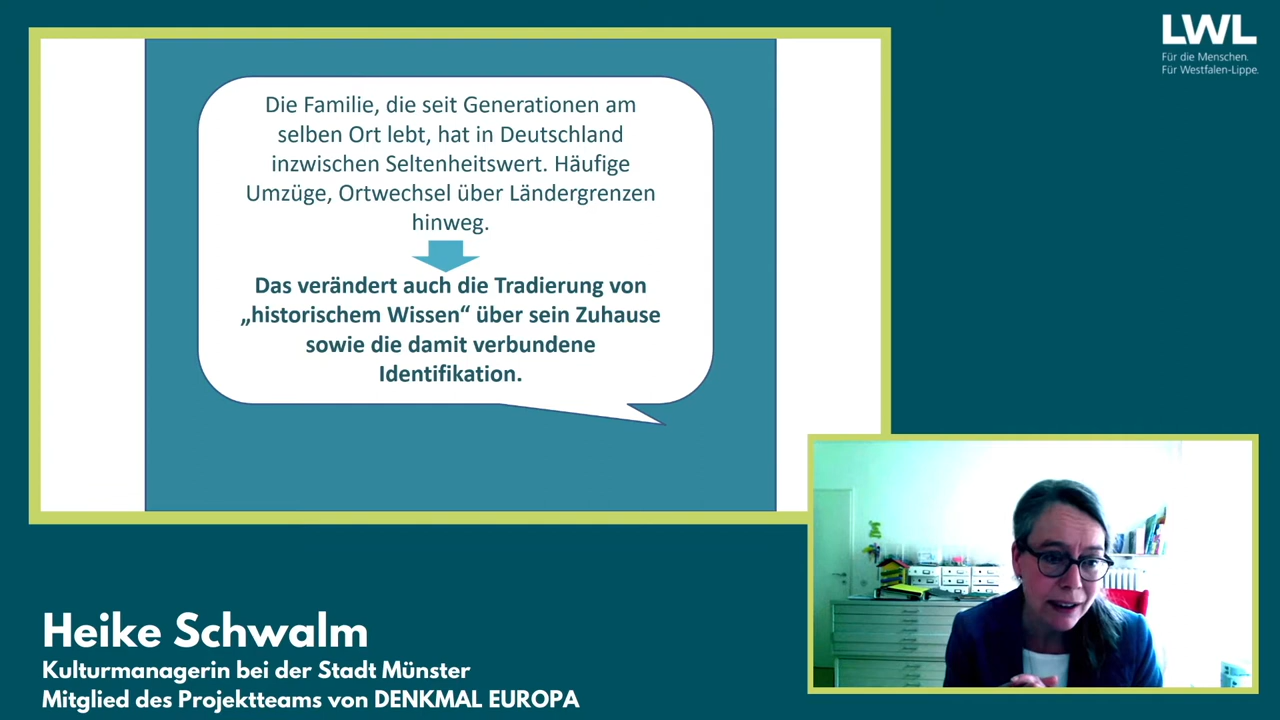 LWL
Für die Menschen.
Für Westfalen-Lippe.
Die Familie, die seit Generationen am
selben Ort lebt, hat in Deutschland
inzwischen Seltenheitswert. Häufige
Umzüge, Ortwechsel über Ländergrenzen
hinweg.
Das verändert auch die Tradierung von
„historischem Wissen“ über sein Zuhause
sowie die damit verbundene
Identifikation.
Heike Schwalm
Kulturmanagerin bei der Stadt Münster
Mitglied des Projektteams von DENKMAL EUROPA